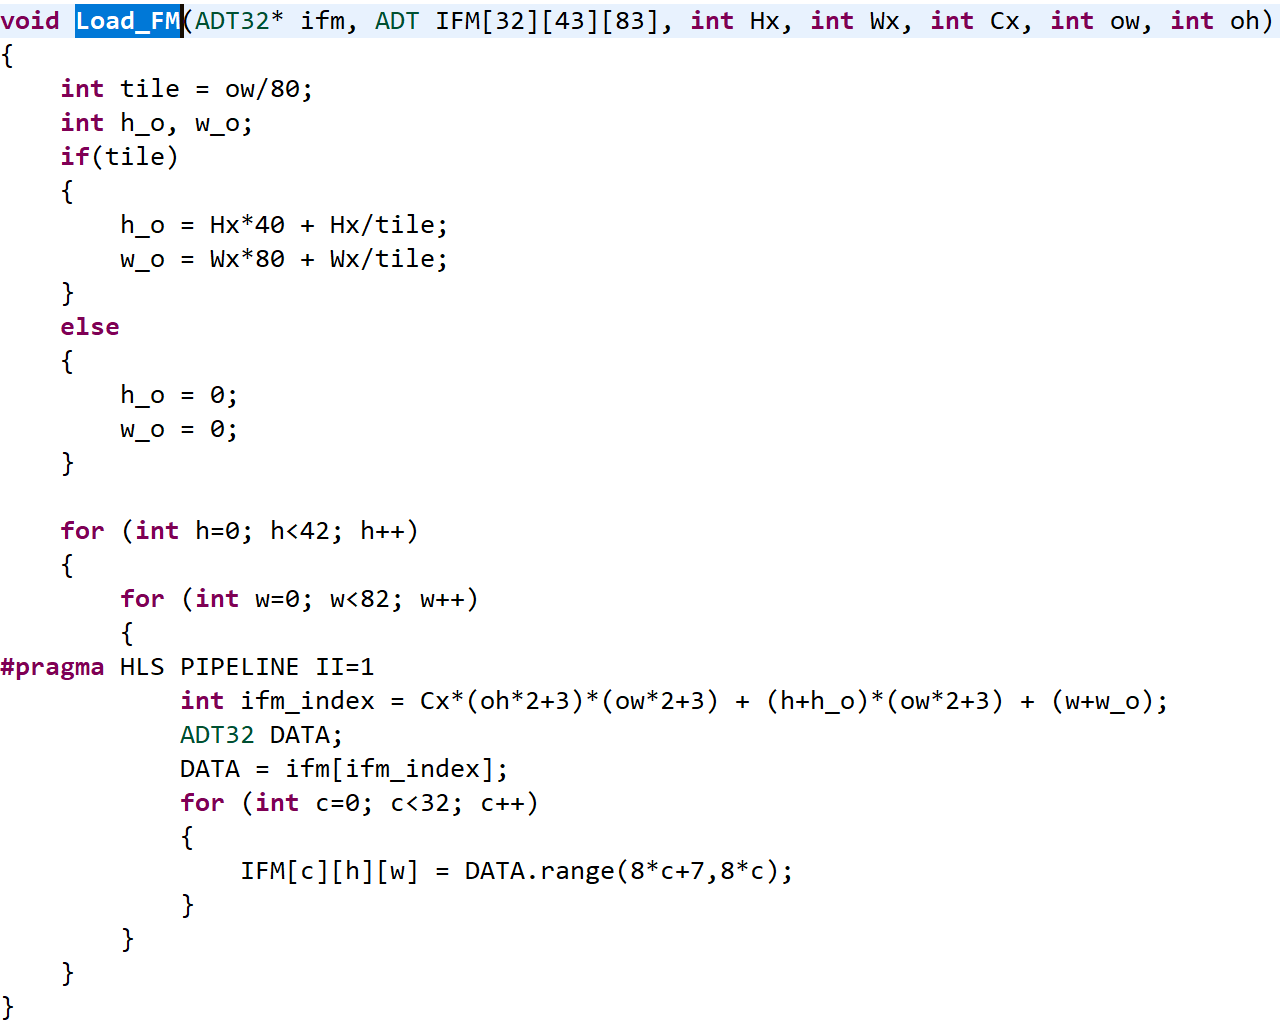 void Load_FM(ADT32* ifm, ADT IFM[32][43][83], int Hx, int Wx, int Cx, int ow, int oh)
{
    int tile = ow/80;
    int h_o, w_o;
    if(tile)
    {
        h_o = Hx*40 + Hx/tile;
        w_o = Wx*80 + Wx/tile;
    }
    else
    {
        h_o = 0;
        w_o = 0;
    }

    for (int h=0; h<42; h++)
    {
        for (int w=0; w<82; w++)
        {
#pragma HLS PIPELINE II=1
            int ifm_index = Cx*(oh*2+3)*(ow*2+3) + (h+h_o)*(ow*2+3) + (w+w_o);
            ADT32 DATA;
            DATA = ifm[ifm_index];
            for (int c=0; c<32; c++)
            {
                IFM[c][h][w] = DATA.range(8*c+7,8*c);
            }
        }
    }
}